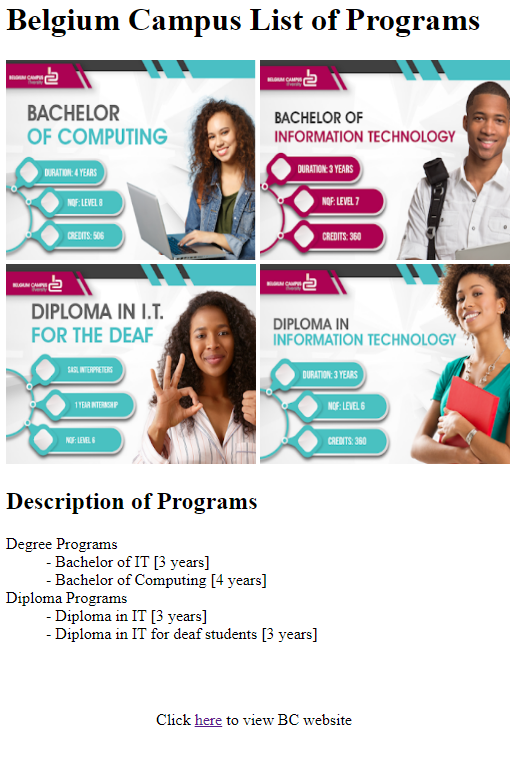 Belgium Campus List of Programs
BELGIUM CAMPUS
iTversity
BACHELOR
OF COMPUTING
DURATION: 4 YEARS
NQF: LEVEL 8
CREDITS: 506
BELGIUM CAMPUS
iTversity
BACHELOR OF
INFORMATION TECHNOLOGY
DURATION: 3 YEARS
NQF: LEVEL 7
CREDITS: 360
BELGIUM CAMPUS
iTversity
DIPLOMA IN I.T.
FOR THE DEAF
SASL INTERPRETERS
1 YEAR INTERNSHIP
NQF: LEVEL 6
BELGIUM CAMPUS
iTversity
DIPLOMA IN
INFORMATION TECHNOLOGY
DURATION: 3 YEARS
NQF: LEVEL 6
CREDITS: 360
Description of Programs
Degree Programs
- Bachelor of IT [3 years]
- Bachelor of Computing [4 years]
Diploma Programs
- Diploma in IT [3 years]
- Diploma in IT for deaf students [3 years]
Click here to view BC website